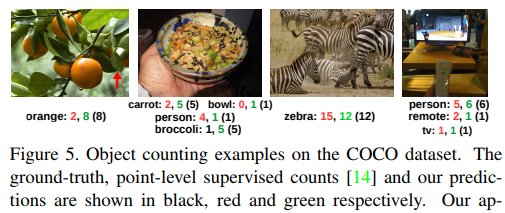 orange: 2, 8 (8)
carrot: 2, 5 (5) bowl: 0, 1 (1)
person: 4, 1 (1)
broccoli: 1, 5 (5)
zebra: 15, 12 (12)
person: 5, 6 (6)
remote: 2, 1 (1)
tv: 1, 1 (1)
Figure 5. Object counting examples on the COCO dataset. The
ground-truth, point-level supervised counts [14] and our predic-
tions are shown in black, red and green respectively. Our ap-